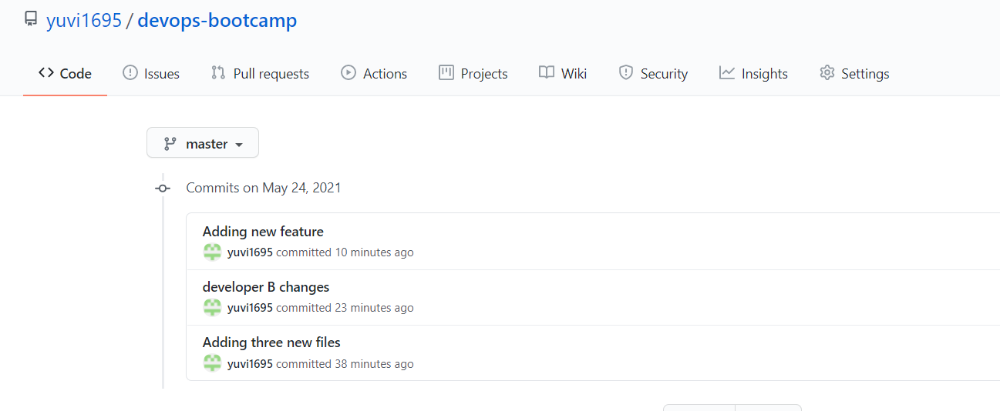 yuvi1695 / devops-bootcamp
Code Issues Pull requests Actions Projects Wiki Security Insights Settings
master
Commits on May 24, 2021
Adding new feature
yuvi1695 committed 10 minutes ago
developer B changes
yuvi1695 committed 23 minutes ago
Adding three new files
yuvi1695 committed 38 minutes ago